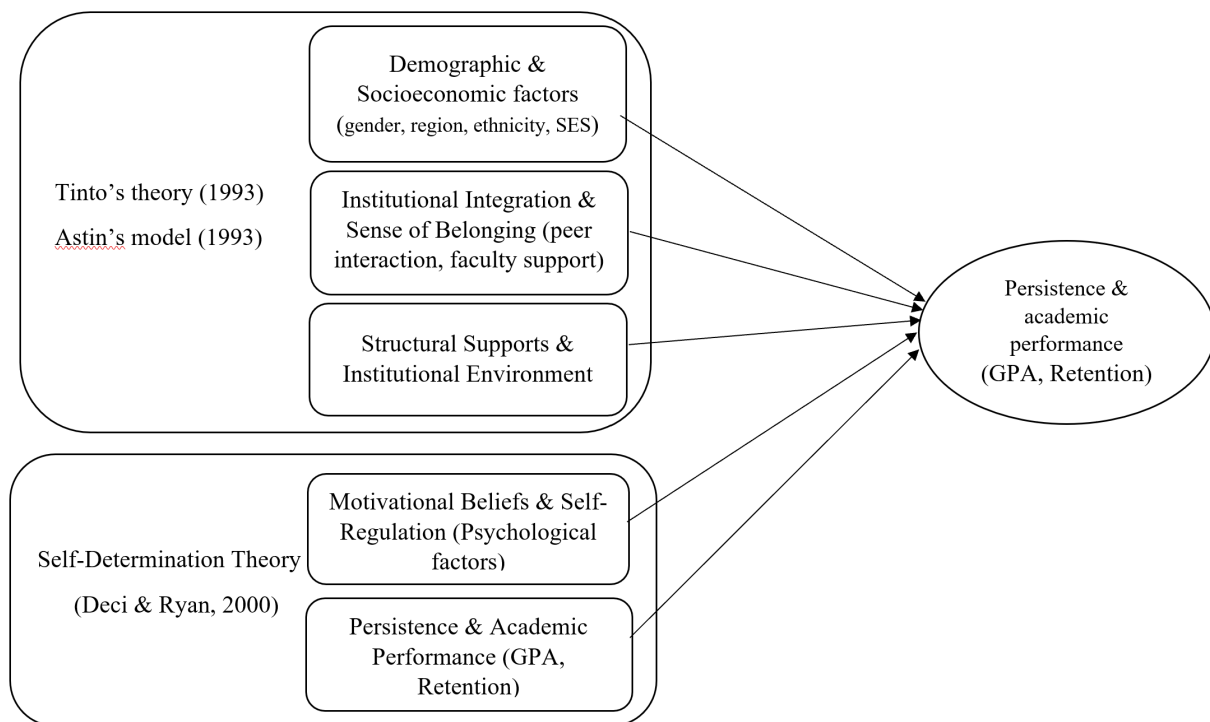 Demographic &
Socioeconomic factors
(gender, region, ethnicity, SES)
Tinto’s theory (1993)
Astin’s model (1993)
Institutional Integration &
Sense of Belonging (peer
interaction, faculty support)
Structural Supports &
Institutional Environment
Persistence &
academic
performance
(GPA, Retention)
Self-Determination Theory
(Deci & Ryan, 2000)
Motivational Beliefs & Self-
Regulation (Psychological
factors)
Persistence & Academic
Performance (GPA,
Retention)